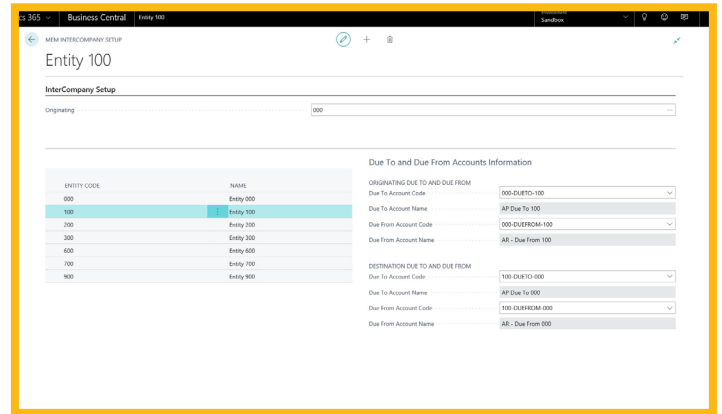 cs 365 Business Central Entity 100
Sandbox
MEM INTERCOMPANY SETUP
Entity 100
InterCompany Setup
Originating 000
Due To and Due From Accounts Information
ENTITY CODE NAME
000 Entity 000
100 Entity 100
200 Entity 200
300 Entity 300
600 Entity 600
700 Entity 700
900 Entity 900
ORIGINATING DUE TO AND DUE FROM
Due To Account Code 000-DUETO-100
Due To Account Name AP Due To 100
Due From Account Code 000-DUEFROM-100
Due From Account Name AR - Due From 100
DESTINATION DUE TO AND DUE FROM
Due To Account Code 100-DUETO-000
Due To Account Name AP Due To 000
Due From Account Code 100-DUEFROM-000
Due From Account Name AR - Due From 000